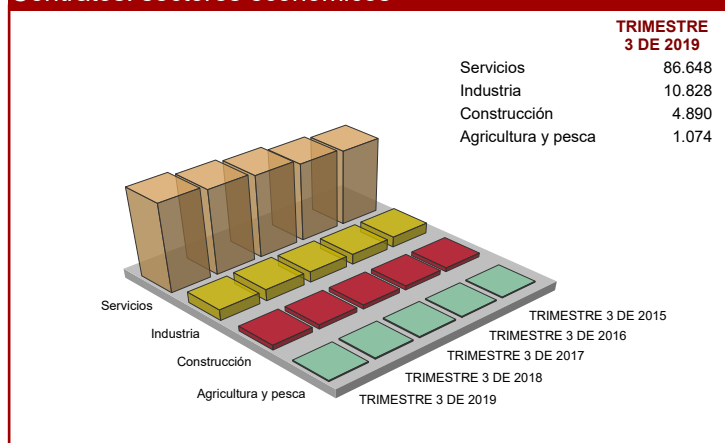 TRIMESTRE
3 DE 2019
Servicios 86.648
Industria 10.828
Construcción 4.890
Agricultura y pesca 1.074
Servicios
Industria
Construcción
Agricultura y pesca
TRIMESTRE 3 DE 2015
TRIMESTRE 3 DE 2016
TRIMESTRE 3 DE 2017
TRIMESTRE 3 DE 2018
TRIMESTRE 3 DE 2019